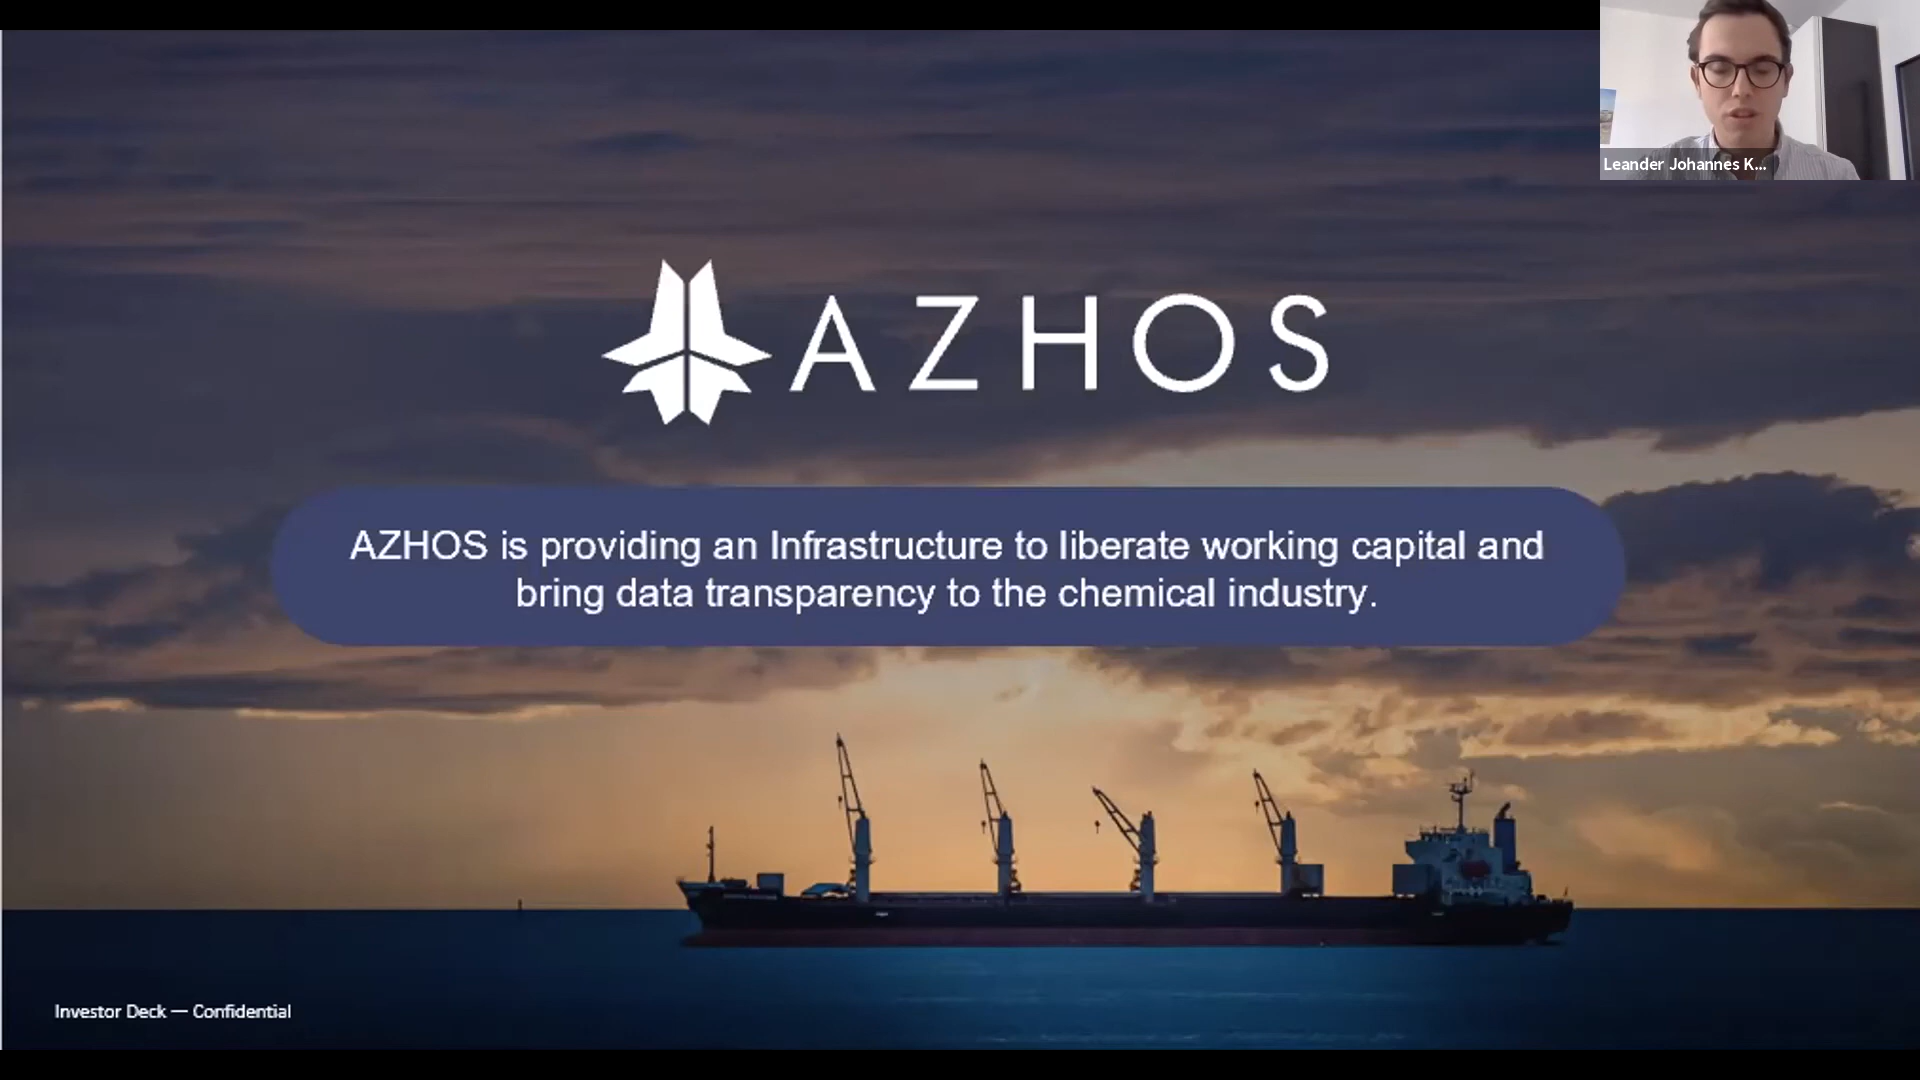 Leander Johannes K...
AZHOS
AZHOS is providing an Infrastructure to liberate working capital and
bring data transparency to the chemical industry.
Investor Deck — Confidential